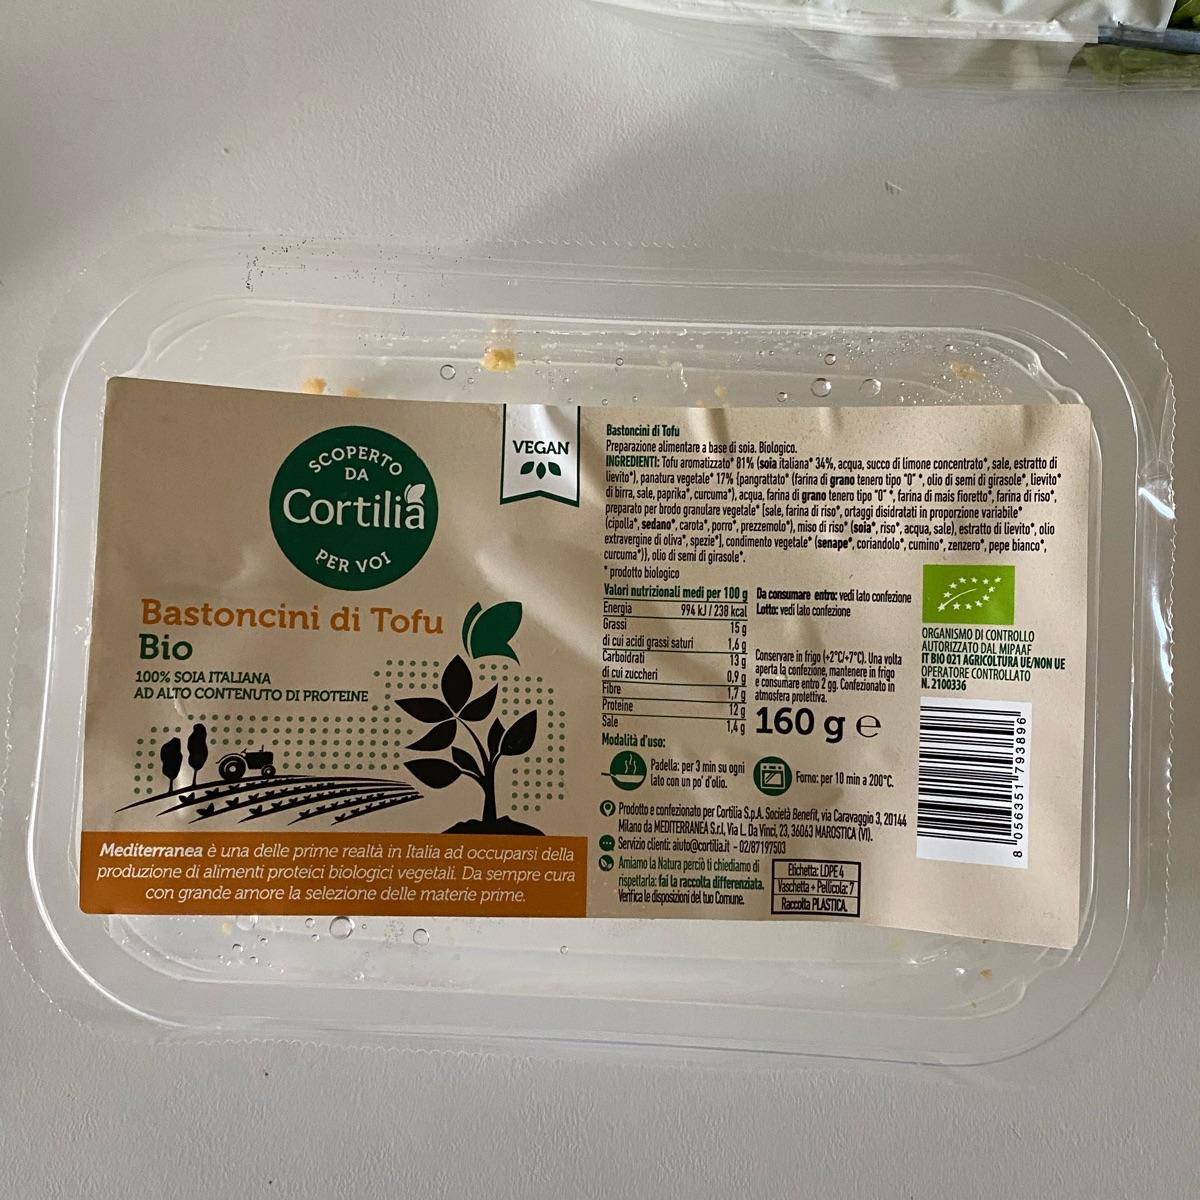 SCOPERTO
DA
Cortilia
PER VOI
VEGAN
Bastoncini di Tofu
Bio
100% SOIA ITALIANA
AD ALTO CONTENUTO DI PROTEINE
Mediterranea è una delle prime realtà in Italia ad occuparsi della
produzione di alimenti proteici biologici vegetali. Da sempre cura
con grande amore la selezione delle materie prime.
Bastoncini di Tofu
Preparazione alimentare a base di soia. Biologico.
INGREDIENTI: Tofu aromatizzato* 81% (soia italiana* 34%, acqua, succo di limone concentrato*, sale, estratto di
lievito*), panatura vegetale* 17% {pangrattato* (farina di grano tenero tipo "0" *, olio di semi di girasole*, lievito*
di birra, sale, paprika*, curcuma*), acqua, farina di grano tenero tipo "0" *, farina di mais fioretto*, farina di riso*,
preparato per brodo granulare vegetale* [sale, farina di riso*, ortaggi disidratati in proporzione variabile*
(cipolla*, sedano*, carota*, porro*, prezzemolo*), miso di riso* (soia*, riso*, acqua, sale), estratto di lievito*, olio
extravergine di oliva*, spezie*], condimento vegetale* (senape*, coriandolo*, cumino*, zenzero*, pepe bianco*,
curcuma*)}, olio di semi di girasole*.
* prodotto biologico
Valori nutrizionali medi per 100 g
Energia 994 kJ / 238 kcal
Grassi 15 g
di cui acidi grassi saturi 1,6 g
Carboidrati 13 g
di cui zuccheri 0,9 g
Fibre 1,7 g
Proteine 12 g
Sale 1,4 g
Da consumare entro: vedi lato confezione
Lotto: vedi lato confezione
Conservare in frigo (+2°C/+7°C). Una volta
aperta la confezione, mantenere in frigo
e consumare entro 2 gg. Confezionato in
atmosfera protettiva.
160 g e
ORGANISMO DI CONTROLLO
AUTORIZZATO DAL MIPAAF
IT BIO 021 AGRICOLTURA UE/NON UE
OPERATORE CONTROLLATO
N. 2100336
Modalità d'uso:
Padella: per 3 min su ogni
lato con un po' d'olio.
Forno: per 10 min a 200°C.
Prodotto e confezionato per Cortilia S.p.A. Società Benefit, via Caravaggio 3, 20144
Milano da MEDITERRANEA S.r.l, Via L. Da Vinci, 23, 36063 MAROSTICA (VI).
Servizio clienti: aiuto@cortilia.it - 02/87197503
Amiamo la Natura perciò ti chiediamo di
rispettarla: fai la raccolta differenziata.
Verifica le disposizioni del tuo Comune.
Etichetta: LDPE 4
Vaschetta + Pellicola: 7
Raccolta PLASTICA.
8 056351 793896